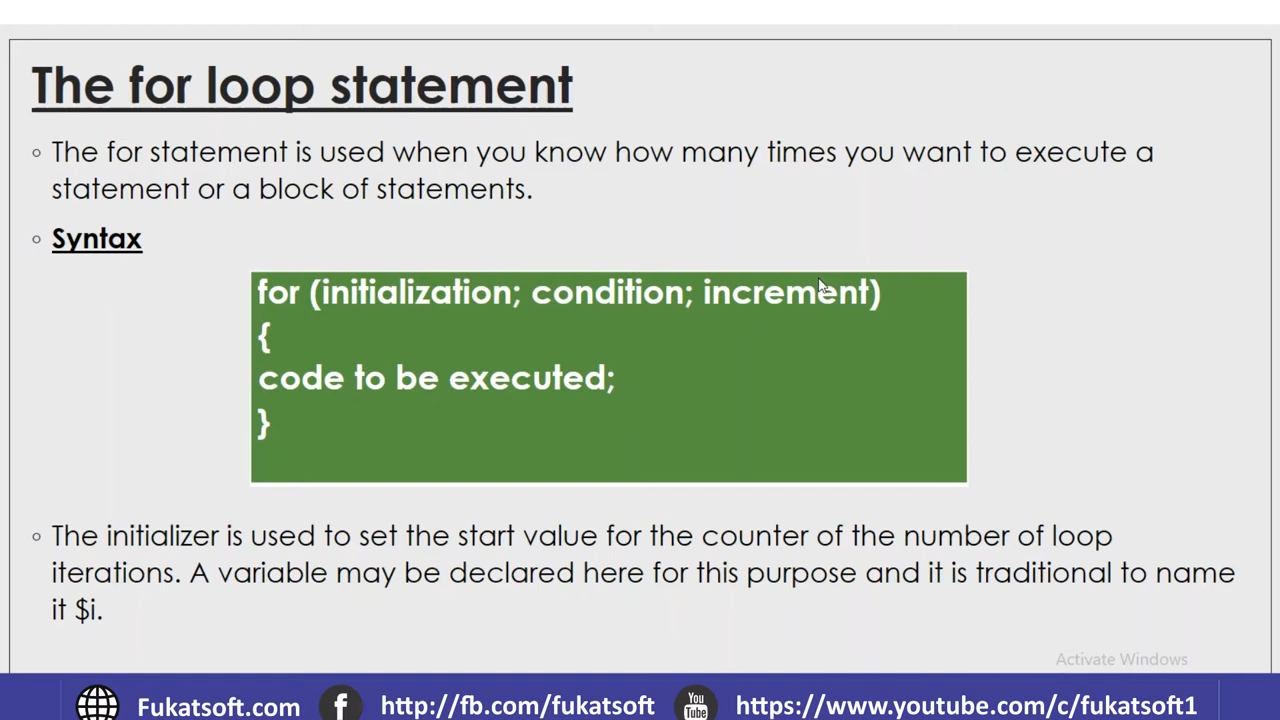 The for loop statement
The for statement is used when you know how many times you want to execute a
statement or a block of statements.
Syntax
for (initialization; condition; increment)
{
code to be executed;
}
The initializer is used to set the start value for the counter of the number of loop
iterations. A variable may be declared here for this purpose and it is traditional to name
it $i.
Activate Windows
Fukatsoft.com f http://fb.com/fukatsoft You Tube https://www.youtube.com/c/fukatsoft1